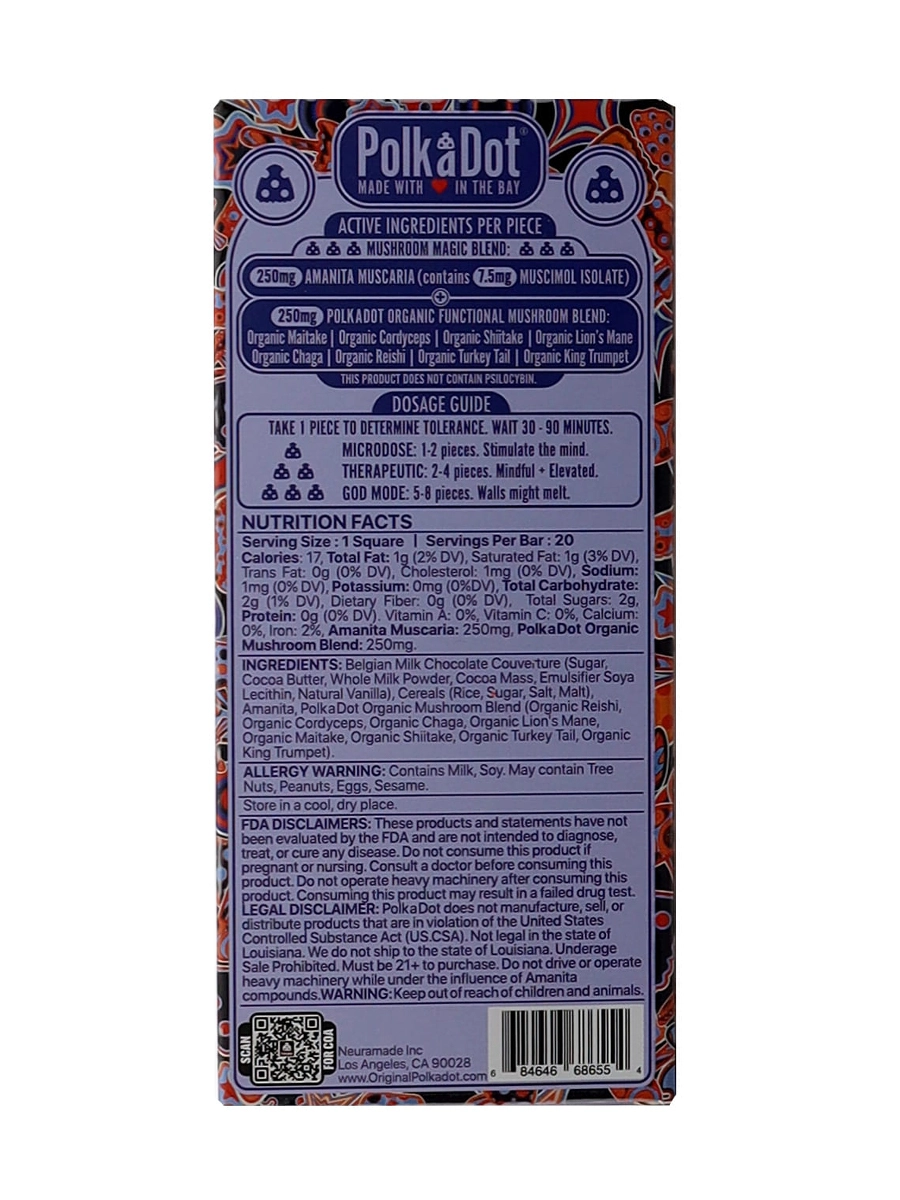 PolkaDot®
MADE WITH ❤ IN THE BAY
ACTIVE INGREDIENTS PER PIECE
MUSHROOM MAGIC BLEND:
250mg AMANITA MUSCARIA (contains 7.5mg MUSCIMOL ISOLATE)
+
250mg POLKADOT ORGANIC FUNCTIONAL MUSHROOM BLEND:
Organic Maitake | Organic Cordyceps | Organic Shiitake | Organic Lion's Mane
Organic Chaga | Organic Reishi | Organic Turkey Tail | Organic King Trumpet
THIS PRODUCT DOES NOT CONTAIN PSILOCYBIN.
DOSAGE GUIDE
TAKE 1 PIECE TO DETERMINE TOLERANCE. WAIT 30 - 90 MINUTES.
MICRODOSE: 1-2 pieces. Stimulate the mind.
THERAPEUTIC: 2-4 pieces. Mindful + Elevated.
GOD MODE: 5-8 pieces. Walls might melt.
NUTRITION FACTS
Serving Size : 1 Square | Servings Per Bar : 20
Calories: 17, Total Fat: 1g (2% DV), Saturated Fat: 1g (3% DV),
Trans Fat: 0g (0% DV), Cholesterol: 1mg (0% DV), Sodium:
1mg (0% DV), Potassium: 0mg (0%DV), Total Carbohydrate:
2g (1% DV), Dietary Fiber: 0g (0% DV), Total Sugars: 2g,
Protein: 0g (0% DV). Vitamin A: 0%, Vitamin C: 0%, Calcium:
0%, Iron: 2%, Amanita Muscaria: 250mg, PolkaDot Organic
Mushroom Blend: 250mg.
INGREDIENTS: Belgian Milk Chocolate Couverture (Sugar,
Cocoa Butter, Whole Milk Powder, Cocoa Mass, Emulsifier Soya
Lecithin, Natural Vanilla), Cereals (Rice, Sugar, Salt, Malt),
Amanita, PolkaDot Organic Mushroom Blend (Organic Reishi,
Organic Cordyceps, Organic Chaga, Organic Lion's Mane,
Organic Maitake, Organic Shiitake, Organic Turkey Tail, Organic
King Trumpet).
ALLERGY WARNING: Contains Milk, Soy. May contain Tree
Nuts, Peanuts, Eggs, Sesame.
Store in a cool, dry place.
FDA DISCLAIMERS: These products and statements have not
been evaluated by the FDA and are not intended to diagnose,
treat, or cure any disease. Do not consume this product if
pregnant or nursing. Consult a doctor before consuming this
product. Do not operate heavy machinery after consuming this
product. Consuming this product may result in a failed drug test.
LEGAL DISCLAIMER: PolkaDot does not manufacture, sell, or
distribute products that are in violation of the United States
Controlled Substance Act (US.CSA). Not legal in the state of
Louisiana. We do not ship to the state of Louisiana. Underage
Sale Prohibited. Must be 21+ to purchase. Do not drive or operate
heavy machinery while under the influence of Amanita
compounds.WARNING: Keep out of reach of children and animals.
SCAN
FOR COA
Neuramade Inc
Los Angeles, CA 90028
www.OriginalPolkadot.com
6 84646 68655 4